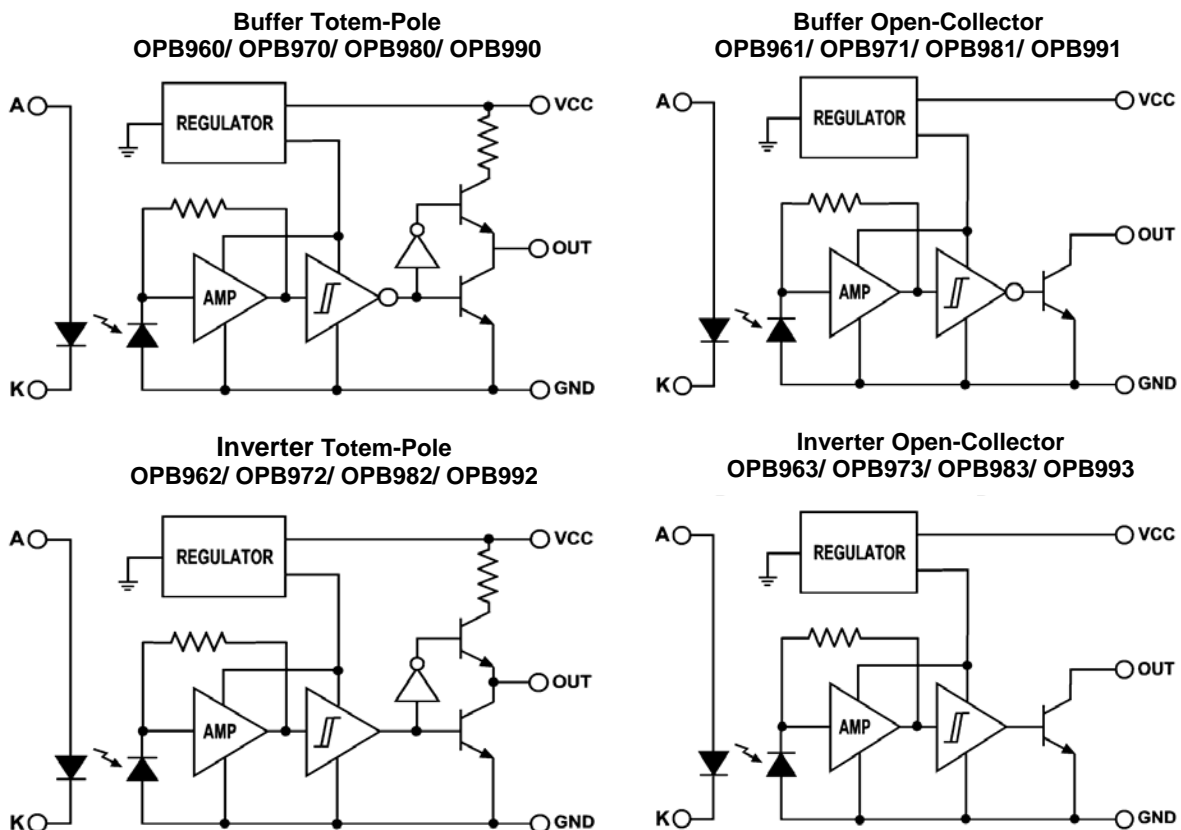 Buffer Totem-Pole
OPB960/ OPB970/ OPB980/ OPB990
A
REGULATOR
VCC
AMP
OUT
K
GND
Buffer Open-Collector
OPB961/ OPB971/ OPB981/ OPB991
A
REGULATOR
VCC
AMP
OUT
K
GND
Inverter Totem-Pole
OPB962/ OPB972/ OPB982/ OPB992
A
REGULATOR
VCC
AMP
OUT
K
GND
Inverter Open-Collector
OPB963/ OPB973/ OPB983/ OPB993
A
REGULATOR
VCC
AMP
OUT
K
GND